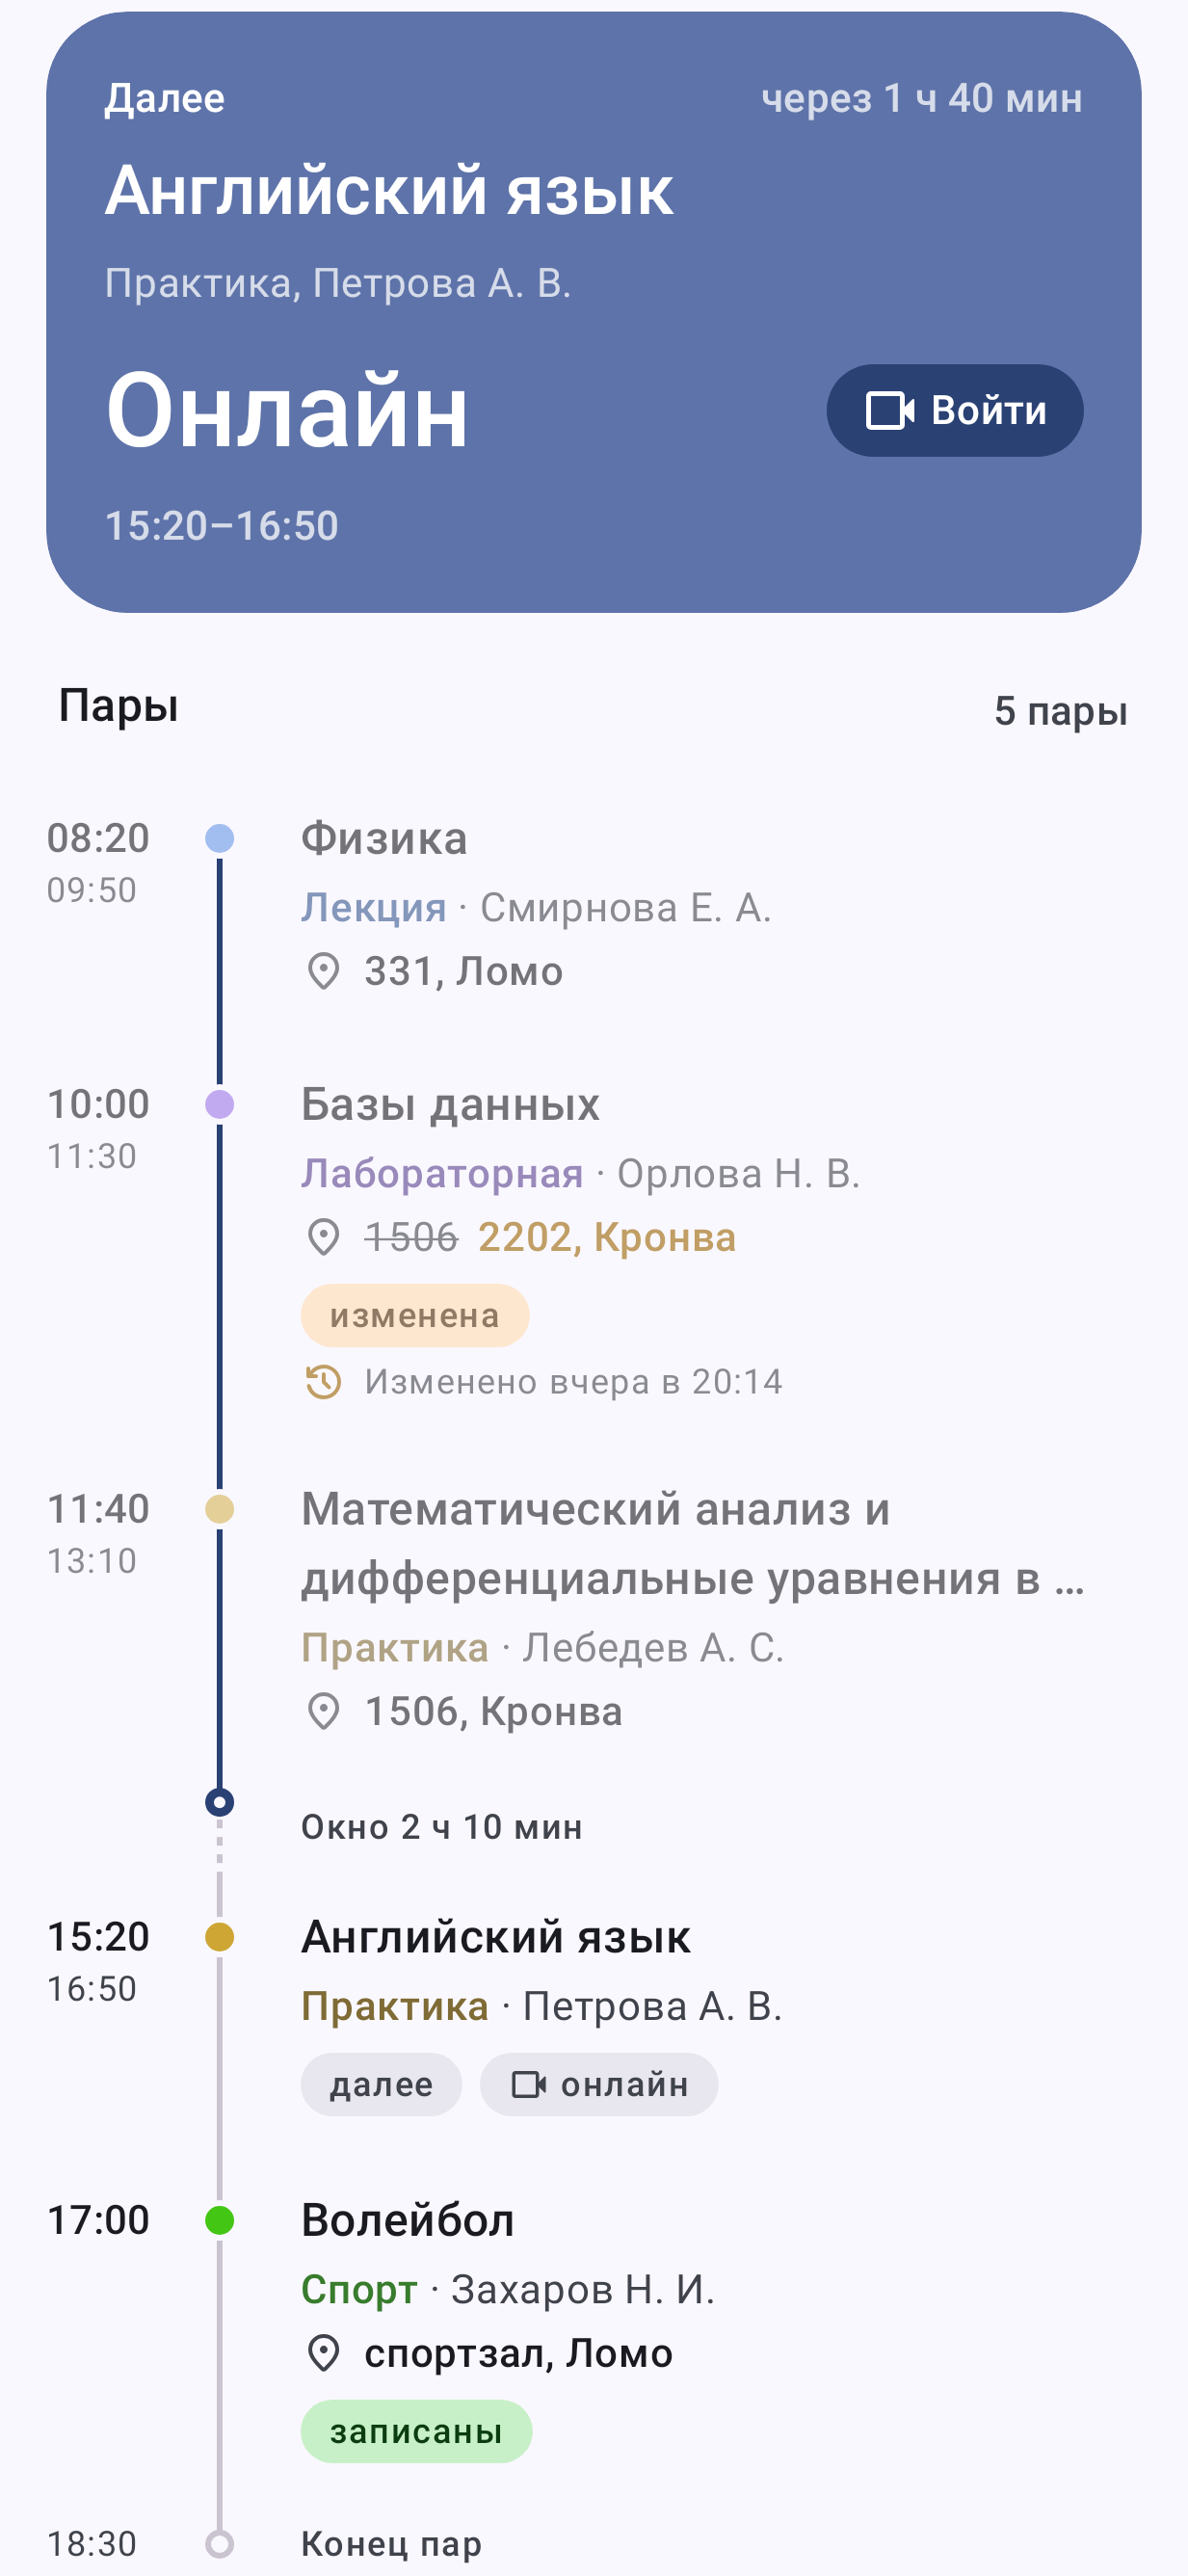 Далее
через 1 ч 40 мин
Английский язык
Практика, Петрова А. В.
Онлайн
Войти
15:20–16:50
Пары
5 пары
08:20
Физика
09:50
Лекция · Смирнова Е. А.
331, Ломо
10:00
Базы данных
11:30
Лабораторная · Орлова Н. В.
1506 2202, Кронва
изменена
Изменено вчера в 20:14
11:40
Математический анализ и
13:10
дифференциальные уравнения в …
Практика · Лебедев А. С.
1506, Кронва
Окно 2 ч 10 мин
15:20
Английский язык
16:50
Практика · Петрова А. В.
далее
онлайн
17:00
Волейбол
Спорт · Захаров Н. И.
спортзал, Ломо
записаны
18:30
Конец пар